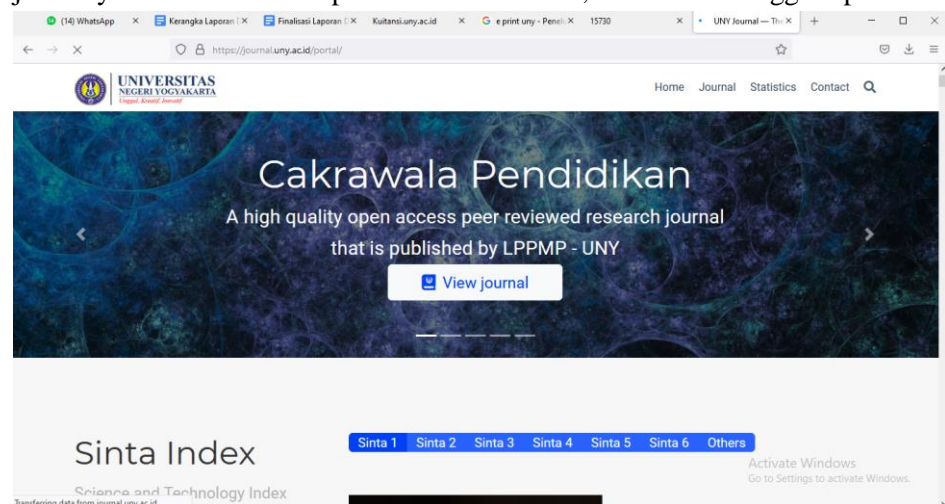 (14) WhatsApp
Kerangka Laporan
Finalisasi Laporan
Kuitansi.uny.ac.id
e print uny - Penel
15730
UNY Journal — The
https://journal.uny.ac.id/portal/
UNIVERSITAS
NEGERI YOGYAKARTA
Unggul, Kreatif, Inovatif
Home Journal Statistics Contact
Cakrawala Pendidikan
A high quality open access peer reviewed research journal
that is published by LPPMP - UNY
View journal
Sinta Index
Sinta 1 Sinta 2 Sinta 3 Sinta 4 Sinta 5 Sinta 6 Others
Science and Technology Index
Activate Windows
Go to Settings to activate Windows.
Transferring data from journal.uny.ac.id